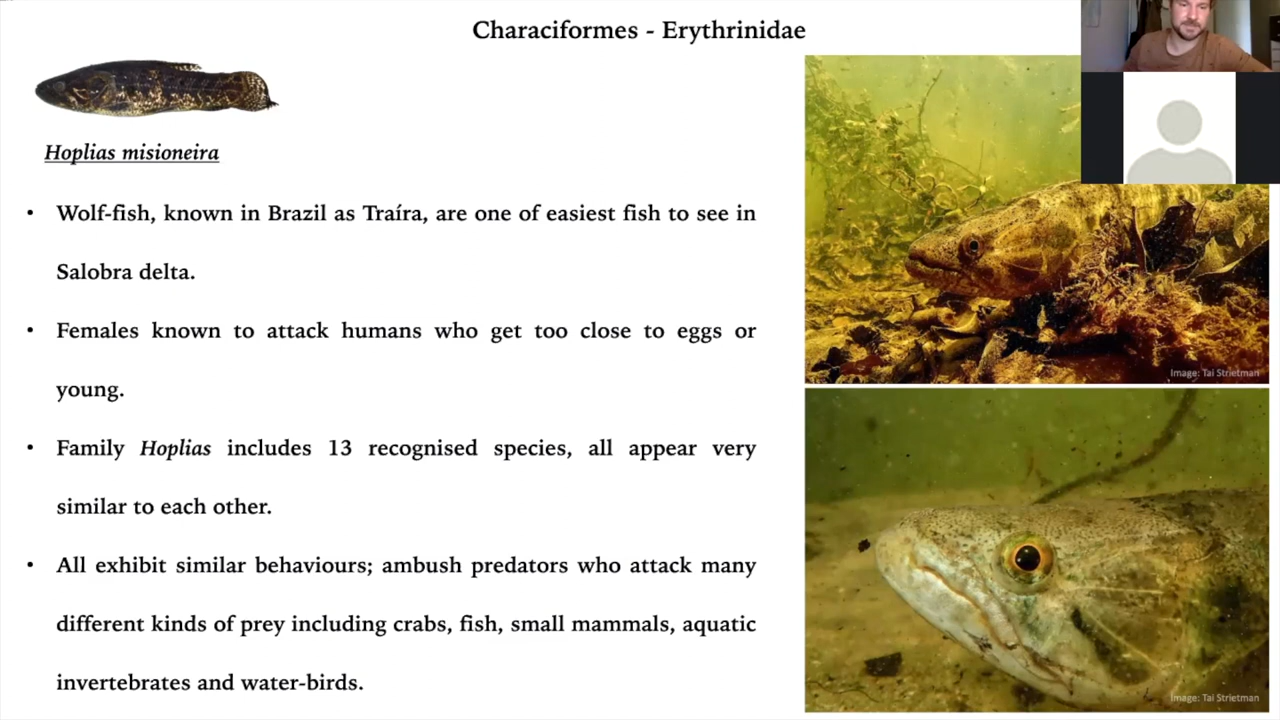 Characiformes - Erythrinidae
Hoplias misioneira
• Wolf-fish, known in Brazil as Traíra, are one of easiest fish to see in
Salobra delta.
• Females known to attack humans who get too close to eggs or
young.
• Family Hoplias includes 13 recognised species, all appear very
similar to each other.
• All exhibit similar behaviours; ambush predators who attack many
different kinds of prey including crabs, fish, small mammals, aquatic
invertebrates and water-birds.
Image: Tai Strietman
Image: Tai Strietman